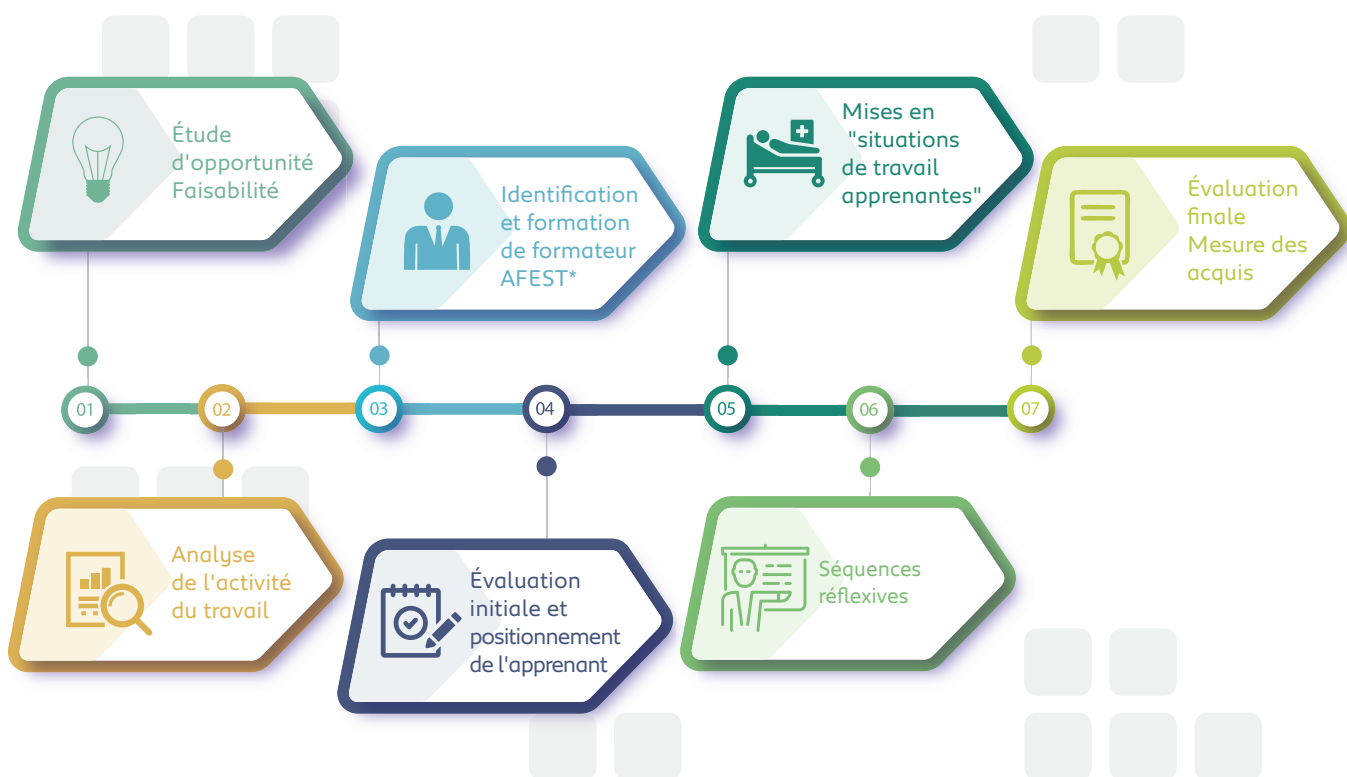 Étude
d'opportunité
Faisabilité
01
Analyse
de l'activité
du travail
02
Identification
et formation
de formateur
AFEST*
03
Évaluation
initiale et
positionnement
de l'apprenant
04
Mises en
"situations
de travail
apprenantes"
05
Séquences
réflexives
06
Évaluation
finale
Mesure des
acquis
07